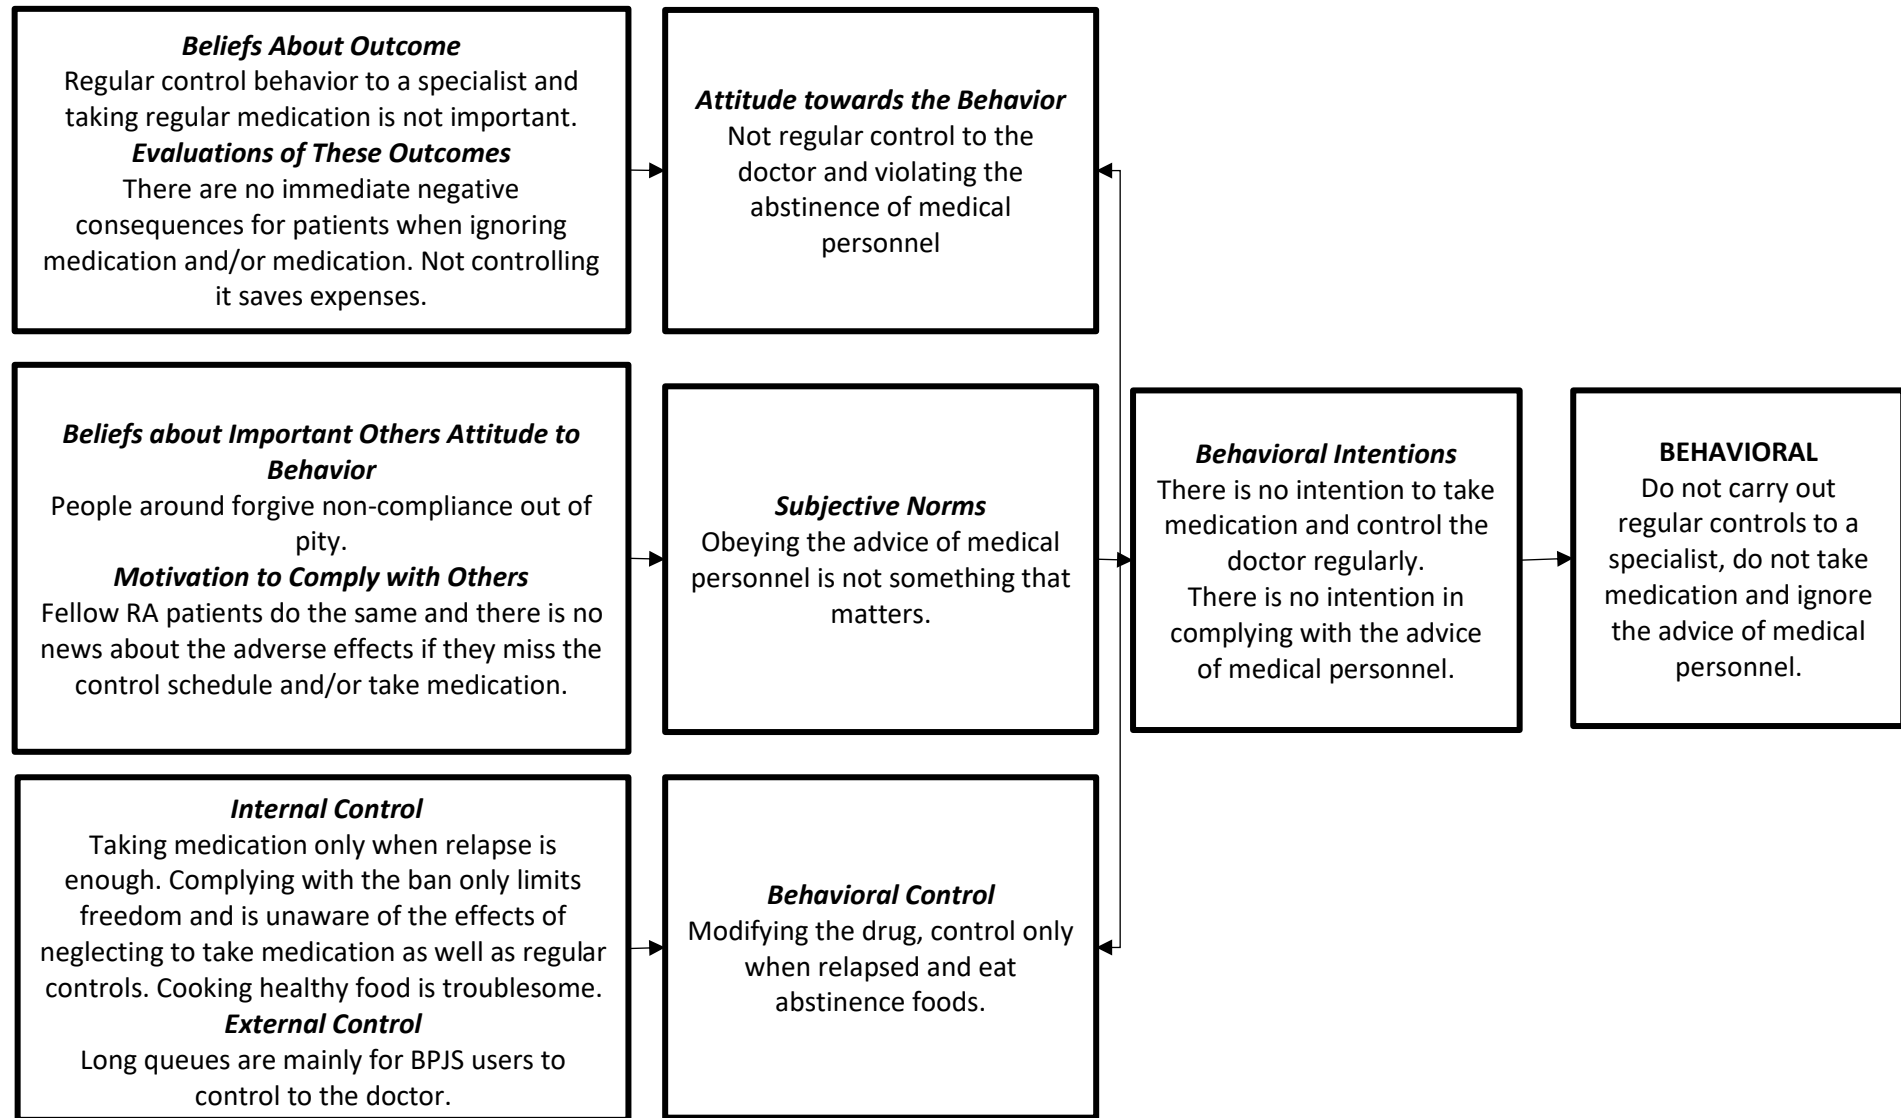 Beliefs About Outcome
Regular control behavior to a specialist and
taking regular medication is not important.
Evaluations of These Outcomes
There are no immediate negative
consequences for patients when ignoring
medication and/or medication. Not controlling
it saves expenses.
Attitude towards the Behavior
Not regular control to the
doctor and violating the
abstinence of medical
personnel
Beliefs about Important Others Attitude to
Behavior
People around forgive non-compliance out of
pity.
Motivation to Comply with Others
Fellow RA patients do the same and there is no
news about the adverse effects if they miss the
control schedule and/or take medication.
Subjective Norms
Obeying the advice of medical
personnel is not something that
matters.
Behavioral Intentions
There is no intention to take
medication and control the
doctor regularly.
There is no intention in
complying with the advice
of medical personnel.
BEHAVIORAL
Do not carry out
regular controls to a
specialist, do not take
medication and ignore
the advice of medical
personnel.
Internal Control
Taking medication only when relapse is
enough. Complying with the ban only limits
freedom and is unaware of the effects of
neglecting to take medication as well as regular
controls. Cooking healthy food is troublesome.
External Control
Long queues are mainly for BPJS users to
control to the doctor.
Behavioral Control
Modifying the drug, control only
when relapsed and eat
abstinence foods.